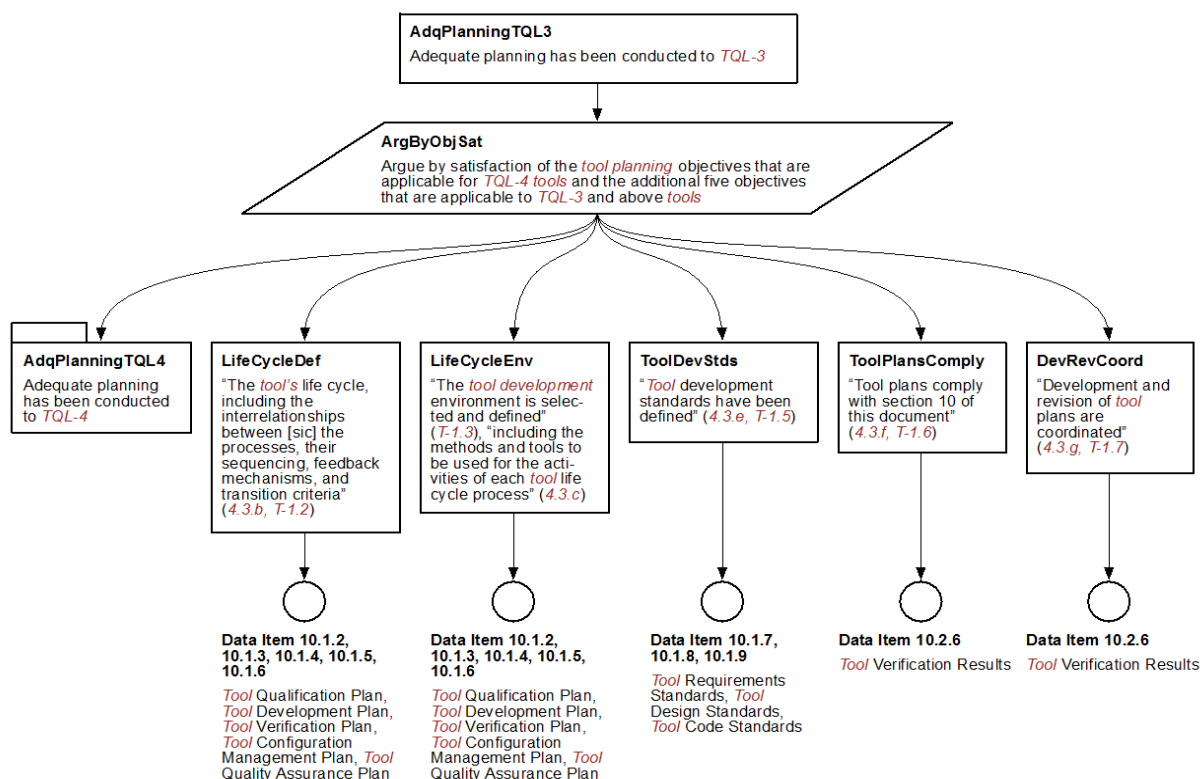 AdqPlanningTQL3
Adequate planning has been conducted to TQL-3
ArgByObjSat
Argue by satisfaction of the tool planning objectives that are
applicable for TQL-4 tools and the additional five objectives
that are applicable to TQL-3 and above tools
AdqPlanningTQL4
Adequate planning
has been conducted
to TQL-4
LifeCycleDef
“The tool’s life cycle,
including the
interrelationships
between [sic] the
processes, their
sequencing, feedback
mechanisms, and
transition criteria”
(4.3.b, T-1.2)
LifeCycleEnv
“The tool development
environment is selec-
ted and defined”
(T-1.3), “including the
methods and tools to
be used for the acti-
vities of each tool life
cycle process” (4.3.c)
ToolDevStds
“Tool development
standards have been
defined” (4.3.e, T-1.5)
ToolPlansComply
“Tool plans comply
with section 10 of
this document”
(4.3.f, T-1.6)
DevRevCoord
“Development and
revision of tool
plans are
coordinated”
(4.3.g, T-1.7)
Data Item 10.1.2,
10.1.3, 10.1.4, 10.1.5,
10.1.6
Tool Qualification Plan,
Tool Development Plan,
Tool Verification Plan,
Tool Configuration
Management Plan, Tool
Quality Assurance Plan
Data Item 10.1.2,
10.1.3, 10.1.4, 10.1.5,
10.1.6
Tool Qualification Plan,
Tool Development Plan,
Tool Verification Plan,
Tool Configuration
Management Plan, Tool
Quality Assurance Plan
Data Item 10.1.7,
10.1.8, 10.1.9
Tool Requirements
Standards, Tool
Design Standards,
Tool Code Standards
Data Item 10.2.6
Tool Verification Results
Data Item 10.2.6
Tool Verification Results